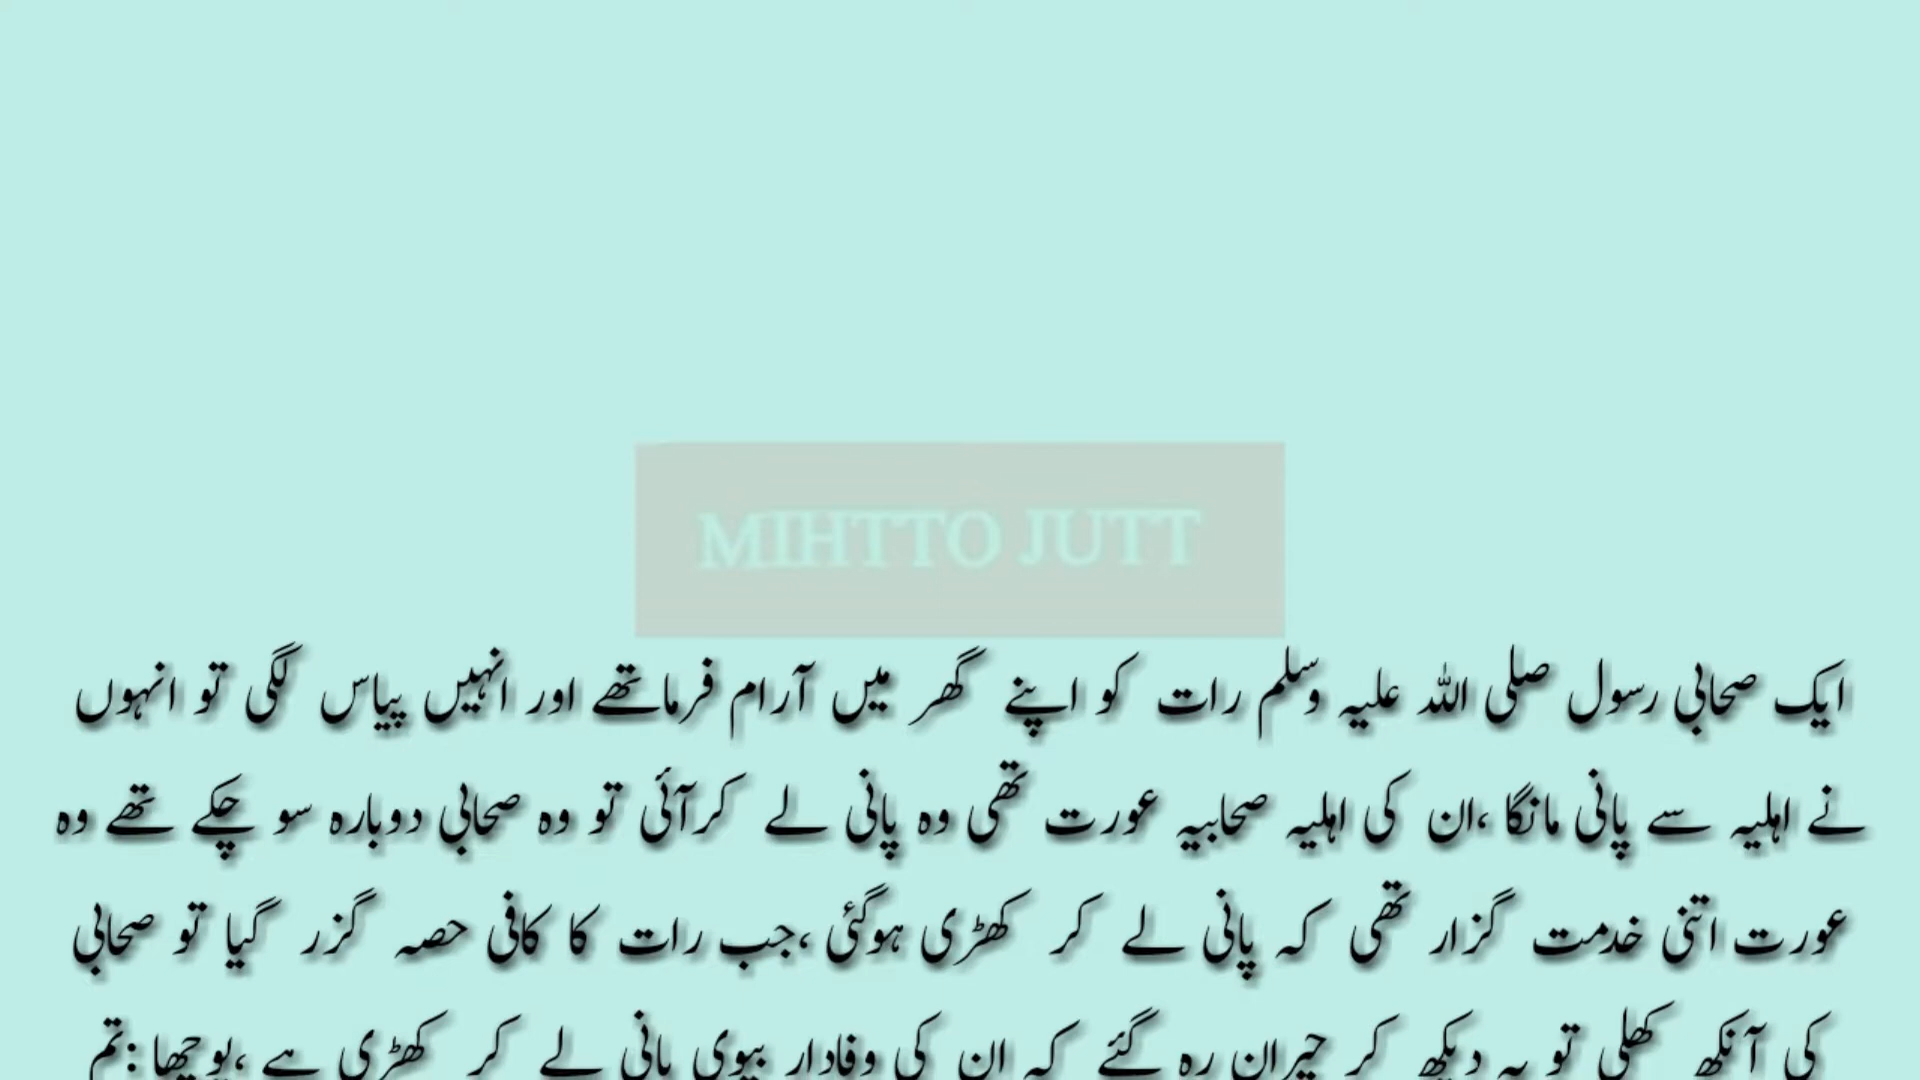 MIHTTO JUTT
ایک صحابی رسول صلی اللہ علیہ وسلم رات کو اپنے گھر میں آرام فرماتھے اور انہیں پیاس لگی تو انہوں
نے اہلیہ سے پانی مانگا ،ان کی اہلیہ صحابیہ عورت تھی وہ پانی لے کرآئی تو وہ صحابی دوبارہ سو چکے تھے وہ
عورت اتنی خدمت گزار تھی کہ پانی لے کر کھڑی ہوگئی ،جب رات کا کافی حصہ گزر گیا تو صحابی
کی آنکھ کھلی تو یہ دیکھ کر حیران رہ گئے کہ ان کی وفادار بیوی پانی لے کر کھڑی ہے ،پوچھا :تم